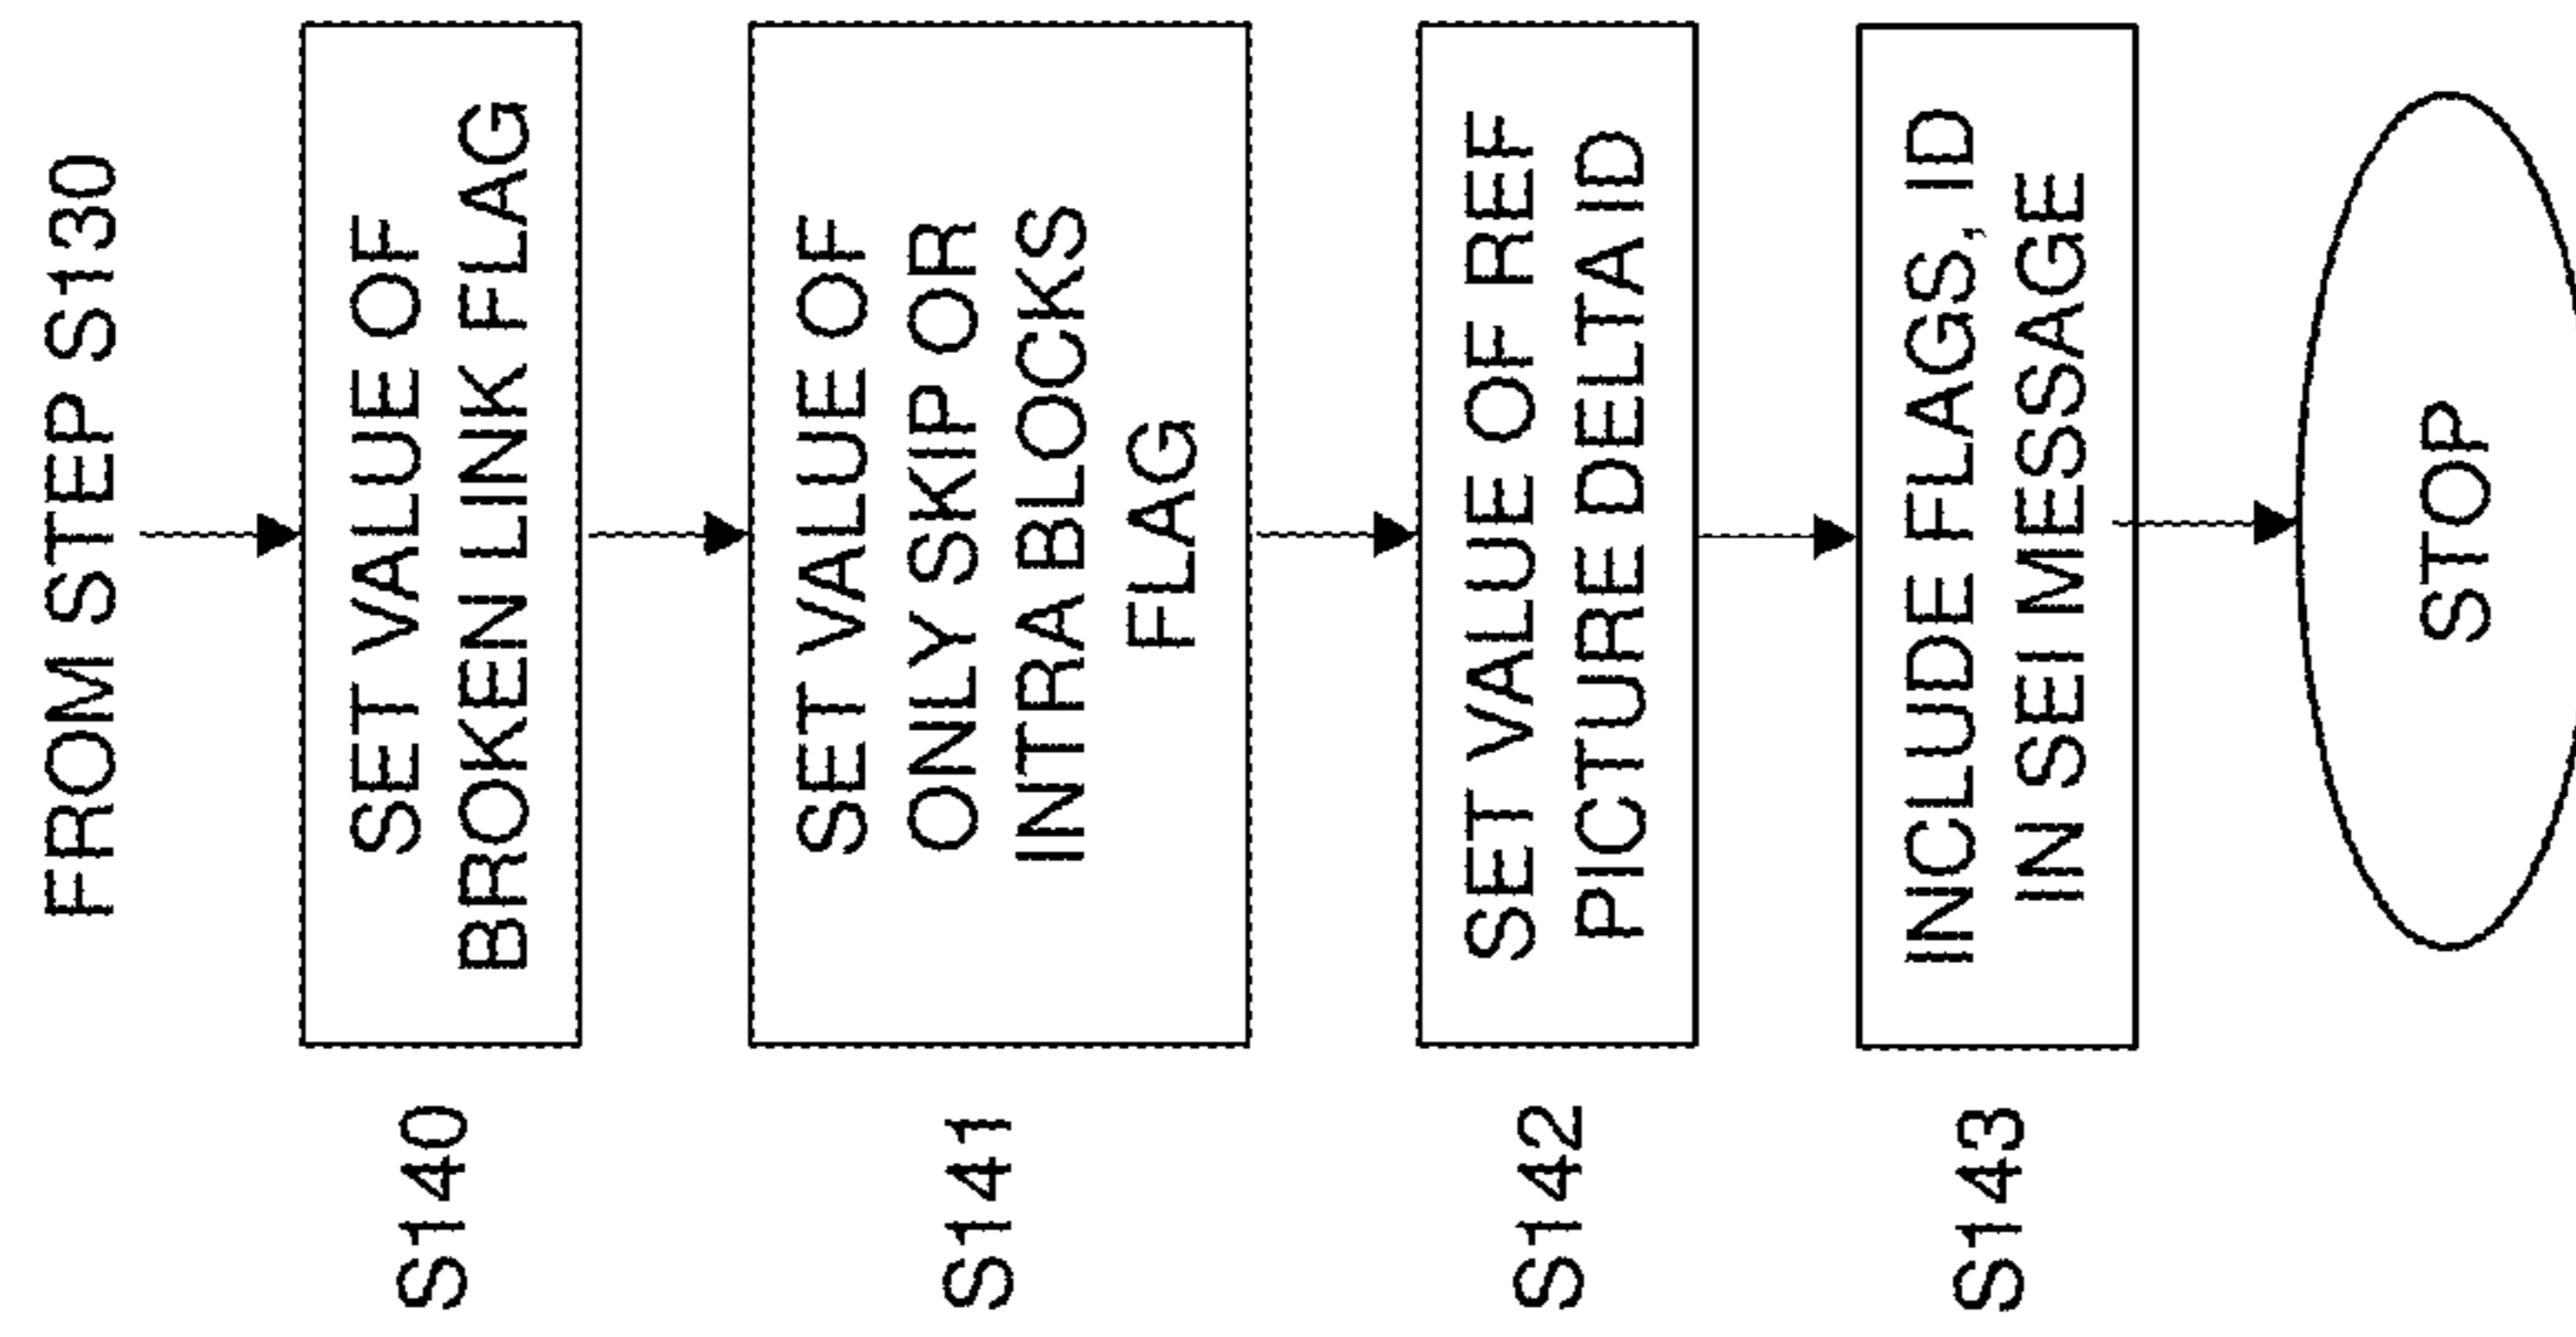 FROM STEP S130
S140
SET VALUE OF
BROKEN LINK FLAG
S141
SET VALUE OF
ONLY SKIP OR
INTRA BLOCKS
FLAG
S142
SET VALUE OF REF
PICTURE DELTA ID
S143
INCLUDE FLAGS, ID
IN SEI MESSAGE
STOP